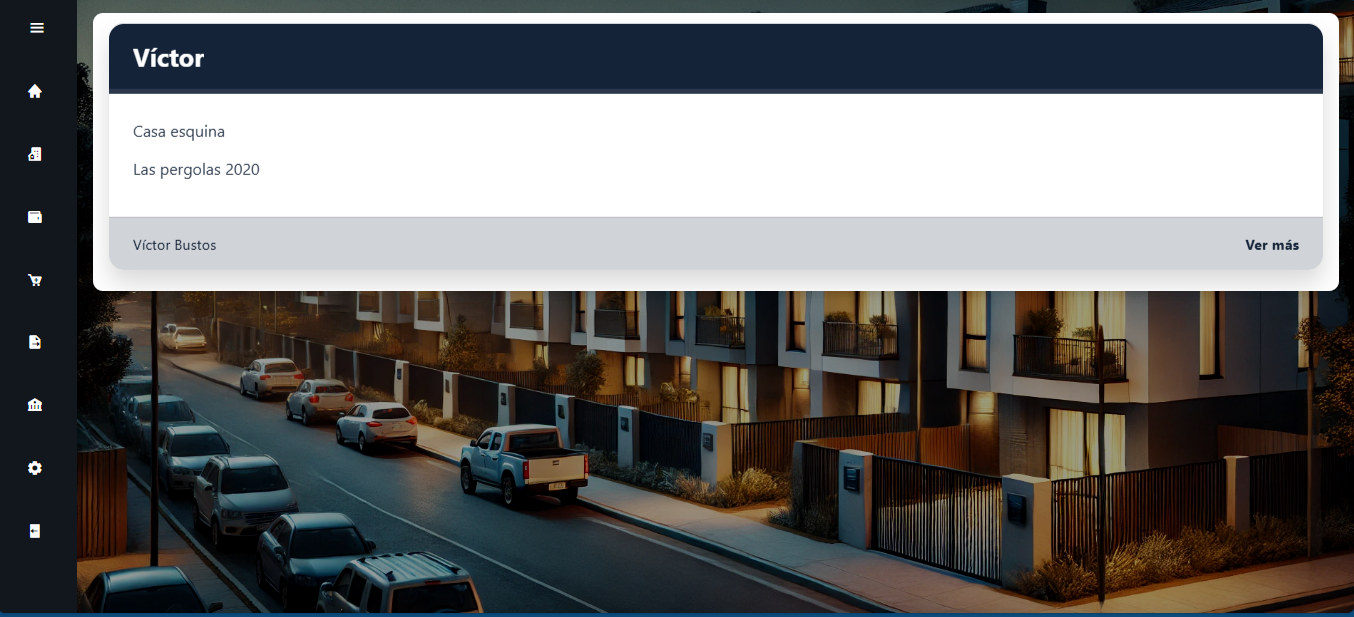 Víctor
Casa esquina
Las pergolas 2020
Víctor Bustos
Ver más